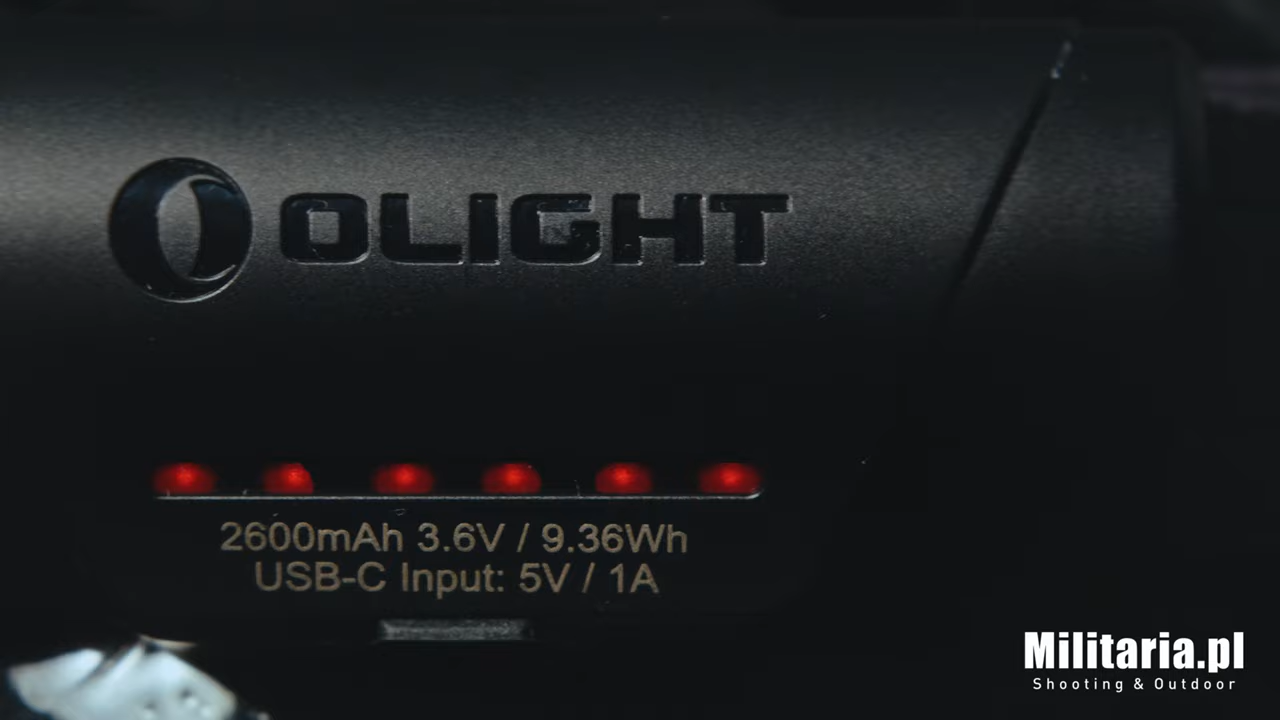 OLIGHT
2600mAh 3.6V / 9.36Wh
USB-C Input: 5V / 1A
Militaria.pl
Shooting & Outdoor